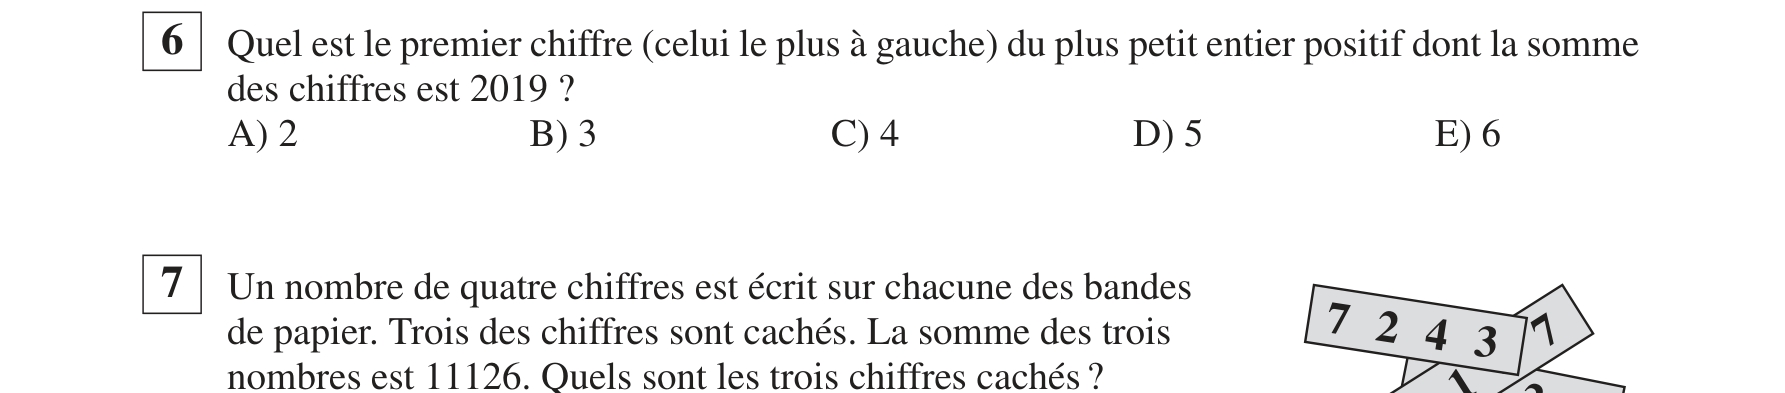 6 Quel est le premier chiffre (celui le plus à gauche) du plus petit entier positif dont la somme
des chiffres est 2019 ?
A) 2 B) 3 C) 4 D) 5 E) 6
7 Un nombre de quatre chiffres est écrit sur chacune des bandes
de papier. Trois des chiffres sont cachés. La somme des trois
nombres est 11126. Quels sont les trois chiffres cachés ?
7 2 4 3
7
1